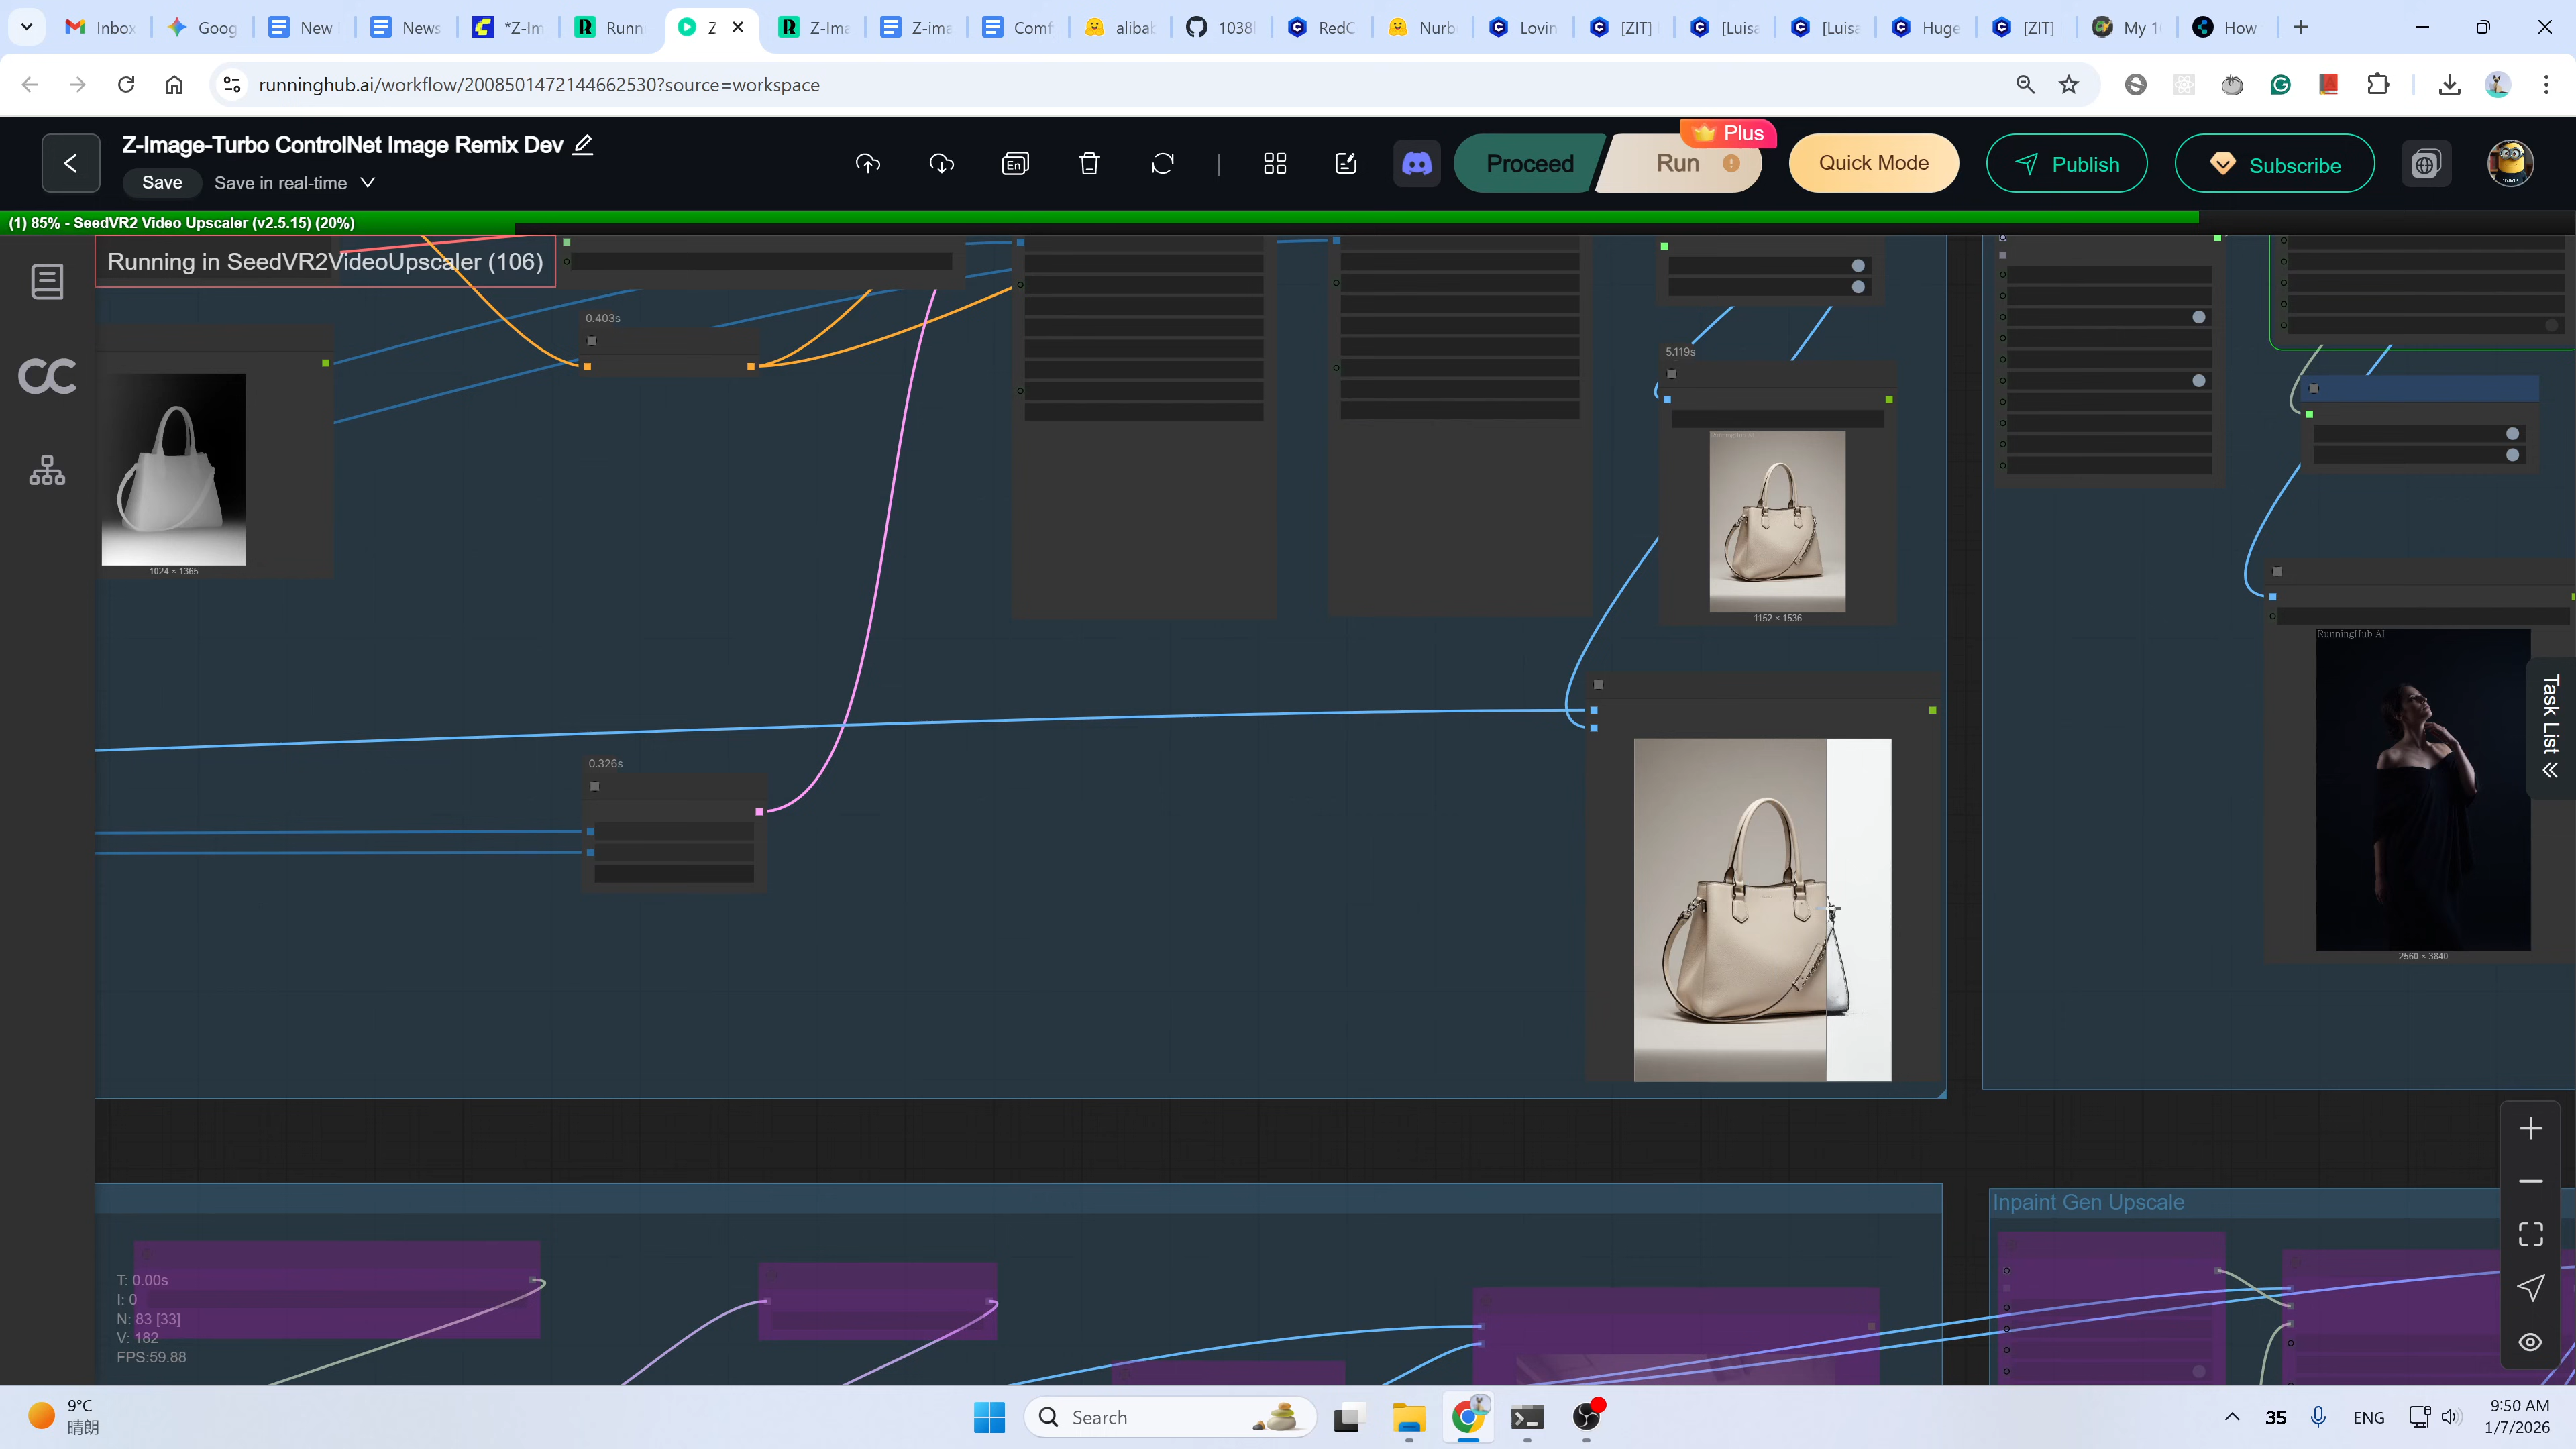 Inbox
Goog
New
News
*Z-Im
Runn
Z
Z-Ima
Z-ima
Comf
alibab
1038
RedC
Nurb
Lovin
[ZIT]
[Luisa
[Luisa
Huge
[ZIT]
My 1
How
runninghub.ai/workflow/2008501472144662530?source=workspace
Z-Image-Turbo ControlNet Image Remix Dev
Save
Save in real-time
En
Proceed
Run
Plus
Quick Mode
Publish
Subscribe
(1) 85% - SeedVR2 Video Upscaler (v2.5.15) (20%)
Running in SeedVR2VideoUpscaler (106)
0.403s
5.119s
1024 × 1365
1152 × 1536
RunningHub AI
0.326s
2560 × 3840
Task List
Inpaint Gen Upscale
T: 0.00s
I: 0
N: 83 [33]
V: 182
FPS:59.88
9°C
晴朗
Search
35
ENG
9:50 AM
1/7/2026